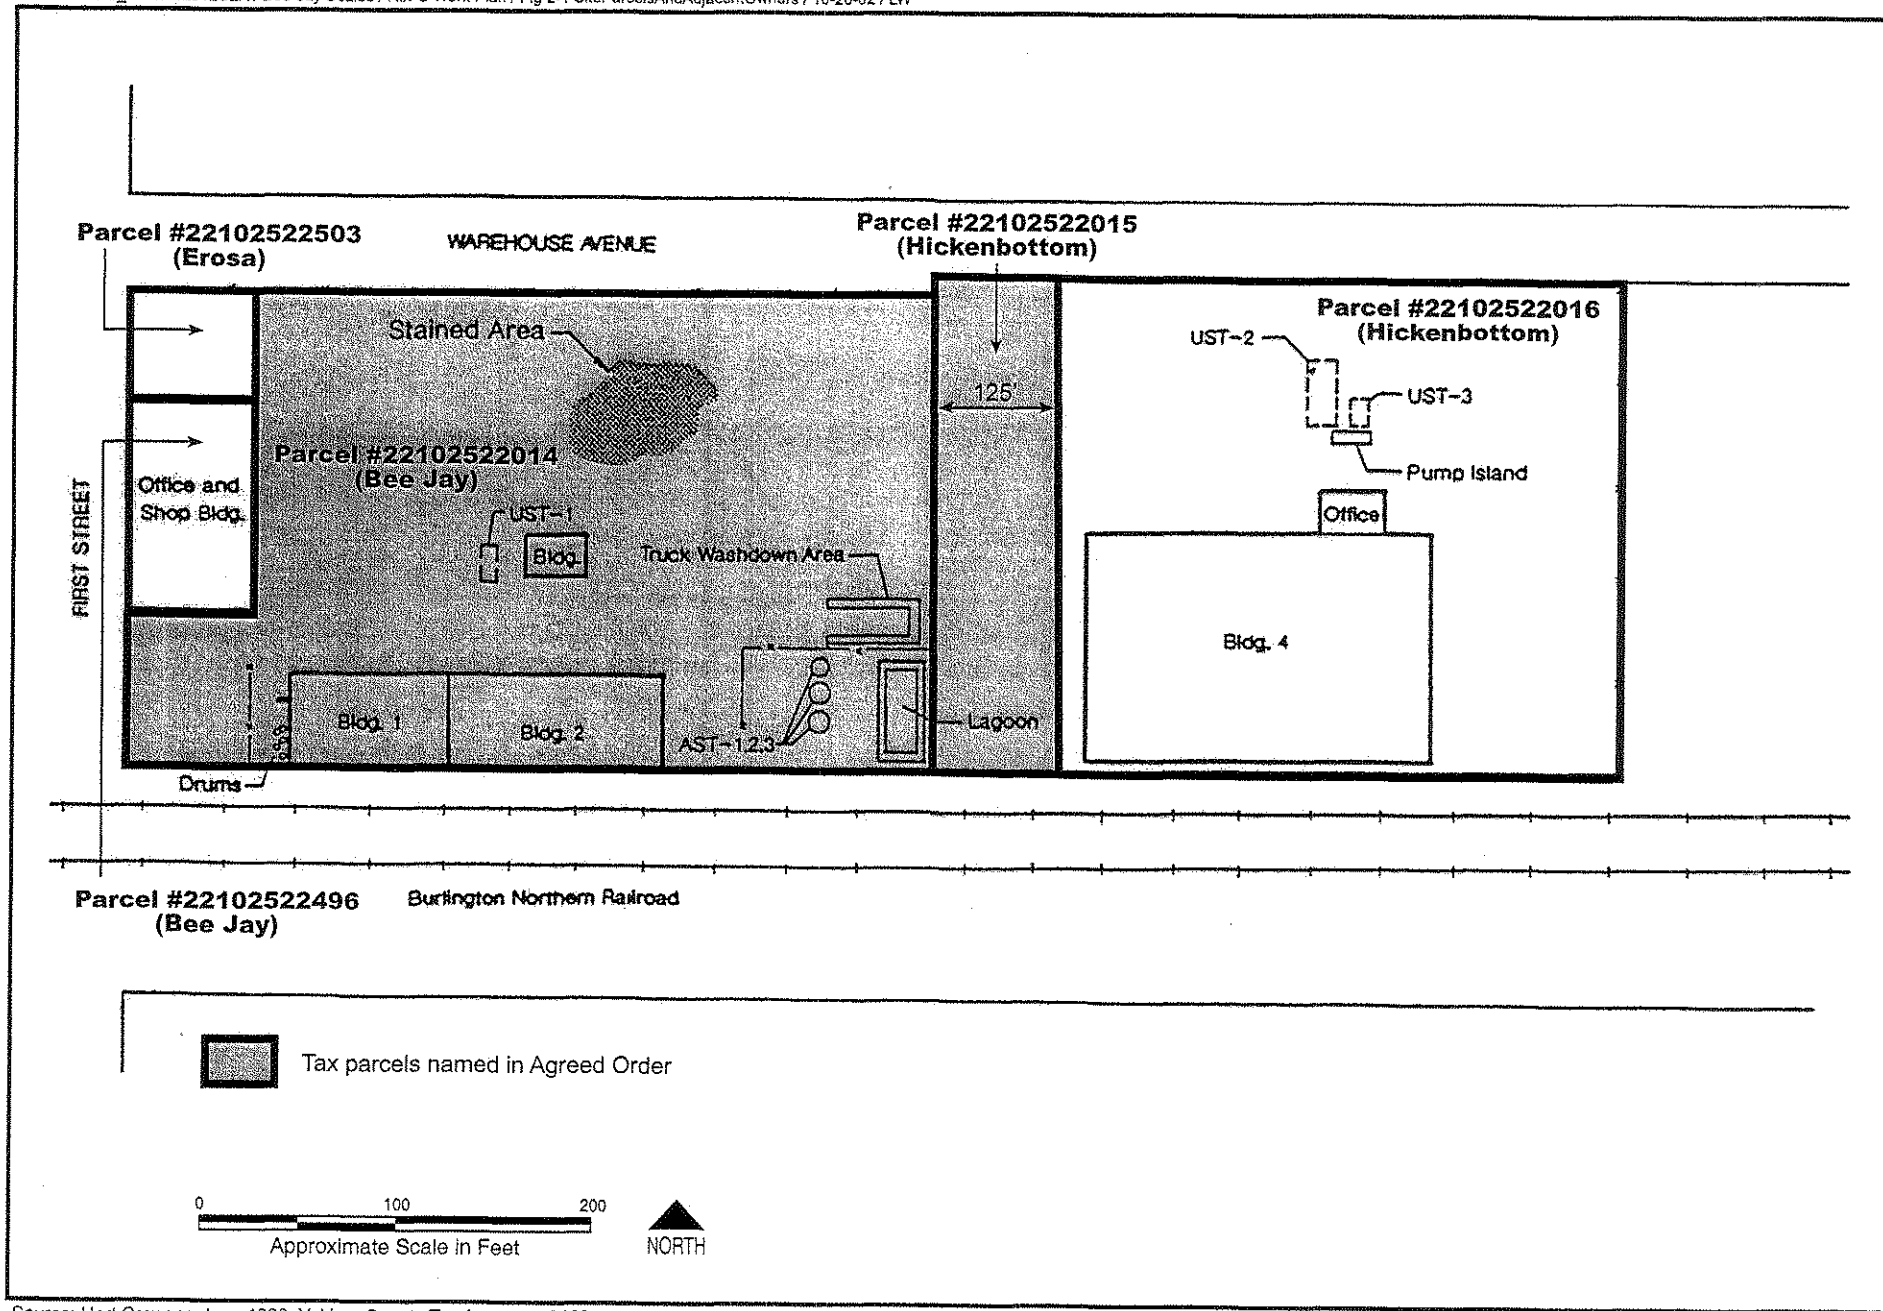 Parcel #22102522503
(Erosa)
WAREHOUSE AVENUE
Parcel #22102522015
(Hickenbottom)
Parcel #22102522016
(Hickenbottom)
Stained Area
UST-2
UST-3
125'
Pump Island
Parcel #22102522014
(Bee Jay)
FIRST STREET
Office and
Shop Bldg.
UST-1
Bldg.
Truck Washdown Area
Office
Bldg. 4
Bldg. 1
Bldg. 2
AST-1,2,3
Lagoon
Drums
Parcel #22102522496
(Bee Jay)
Burlington Northern Railroad
Tax parcels named in Agreed Order
0 100 200
Approximate Scale in Feet
NORTH